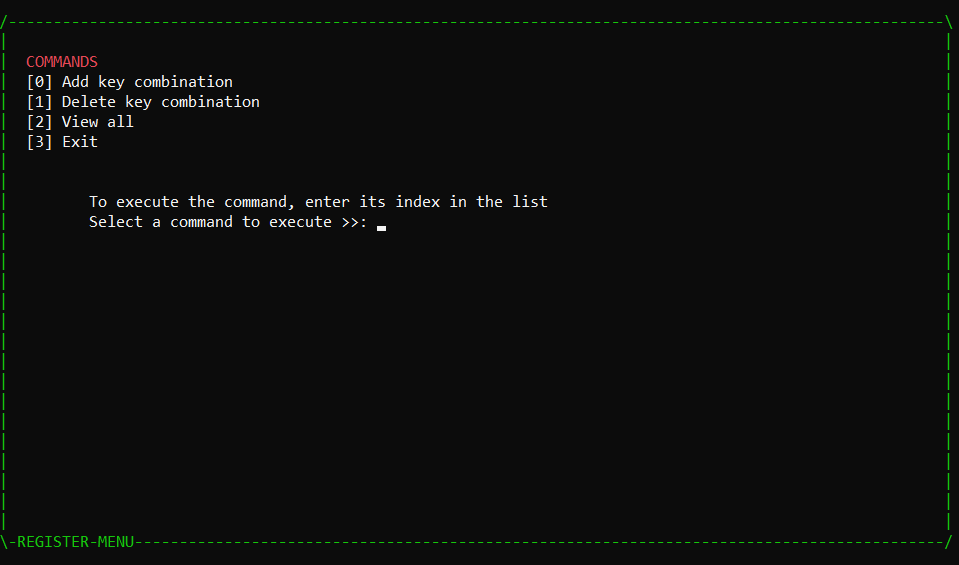 COMMANDS
[0] Add key combination
[1] Delete key combination
[2] View all
[3] Exit
To execute the command, enter its index in the list
Select a command to execute >>:
REGISTER-MENU